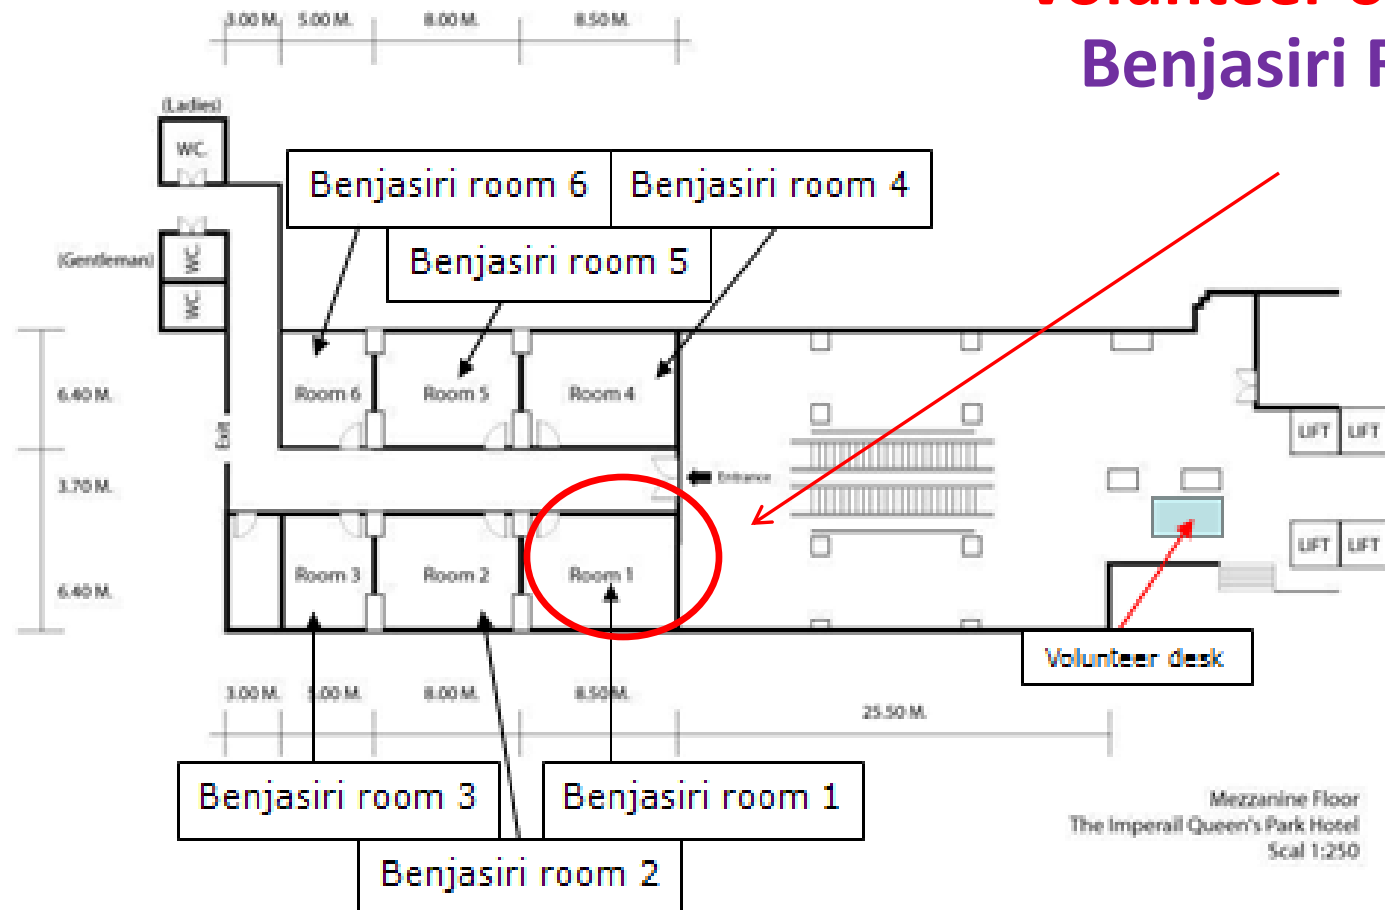 Volunteer
Benjasiri
3.00 M. 5.00 M. 8.00 M. 8.50 M.
(Ladies)
WC.
Benjasiri room 6
Benjasiri room 4
Benjasiri room 5
(Gentleman)
WC.
WC.
6.40 M.
3.70 M.
6.40 M.
Exit
Room 6
Room 5
Room 4
Entrance
LIFT LIFT
LIFT LIFT
Room 3
Room 2
Room 1
Volunteer desk
3.00 M. 5.00 M. 8.00 M. 8.50 M.
25.50 M.
Benjasiri room 3
Benjasiri room 1
Benjasiri room 2
Mezzanine Floor
The Imperail Queen's Park Hotel
Scal 1:250